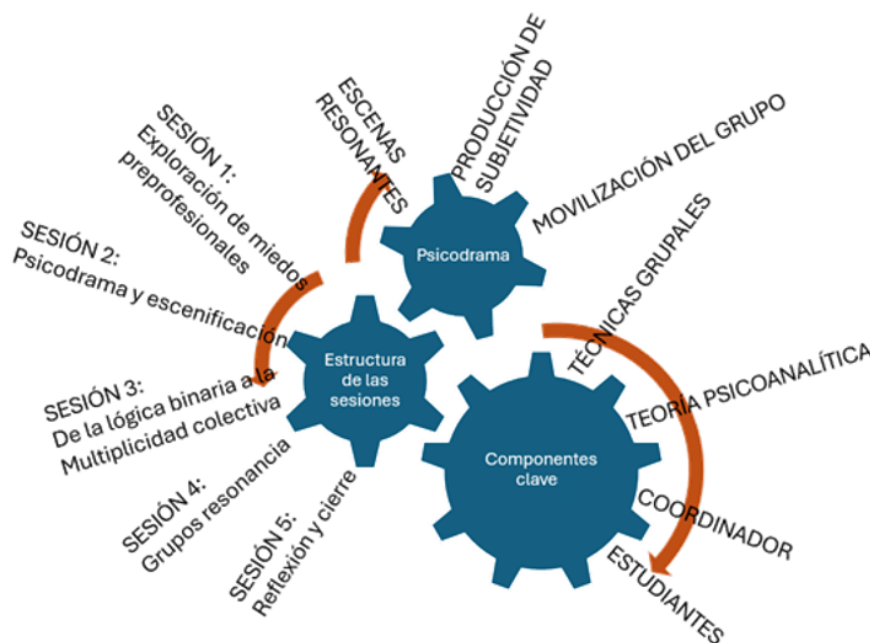 ESCENAS
RESONANTES
PRODUCCIÓN DE
SUBJETIVIDAD
MOVILIZACIÓN DEL GRUPO
Psicodrama
SESIÓN 1:
Exploración de miedos
preprofesionales
SESIÓN 2:
Psicodrama y escenificación
SESIÓN 3:
De la lógica binaria a la
Multiplicidad colectiva
SESIÓN 4:
Grupos resonancia
SESIÓN 5:
Reflexión y cierre
Estructura
de las
sesiones
TÉCNICAS GRUPALES
TEORÍA PSICOANALÍTICA
COORDINADOR
ESTUDIANTES
Componentes
clave